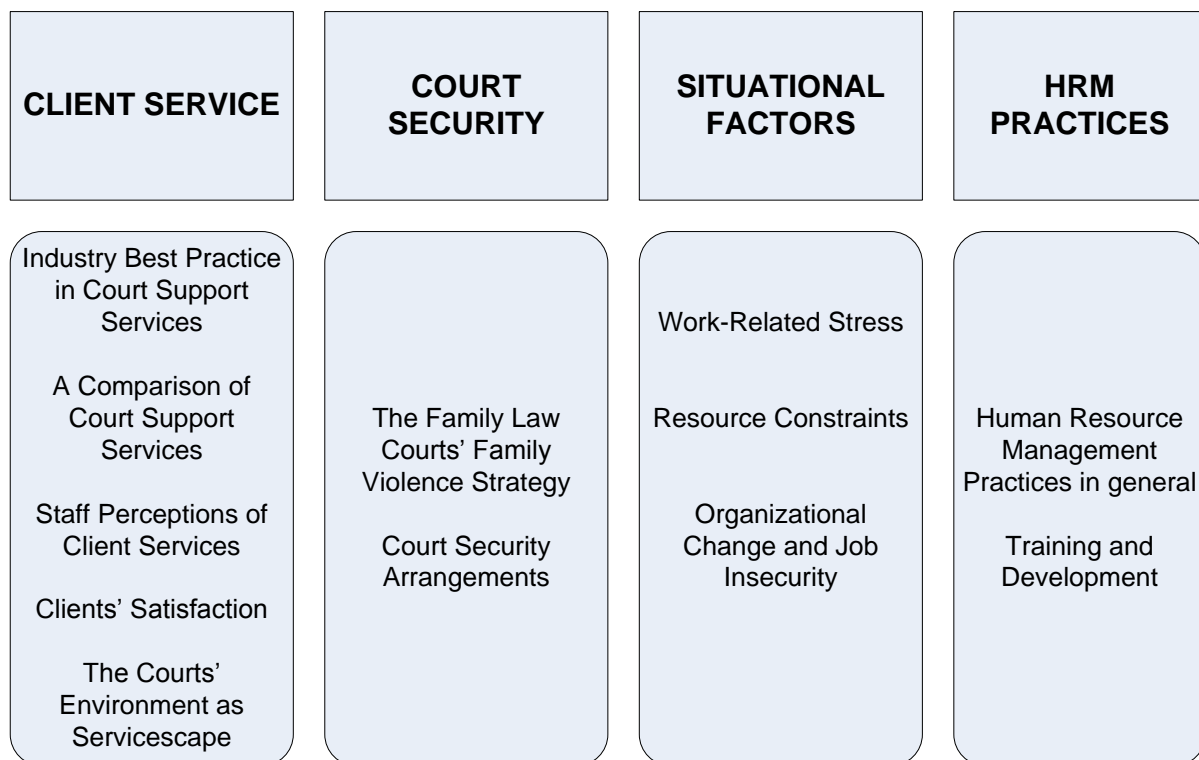 CLIENT SERVICE
COURT
SECURITY
SITUATIONAL
FACTORS
HRM
PRACTICES
Industry Best Practice
in Court Support
Services
A Comparison of
Court Support
Services
Staff Perceptions of
Client Services
Clients’ Satisfaction
The Courts’
Environment as
Servicescape
The Family Law
Courts’ Family
Violence Strategy
Court Security
Arrangements
Work-Related Stress
Resource Constraints
Organizational
Change and Job
Insecurity
Human Resource
Management
Practices in general
Training and
Development